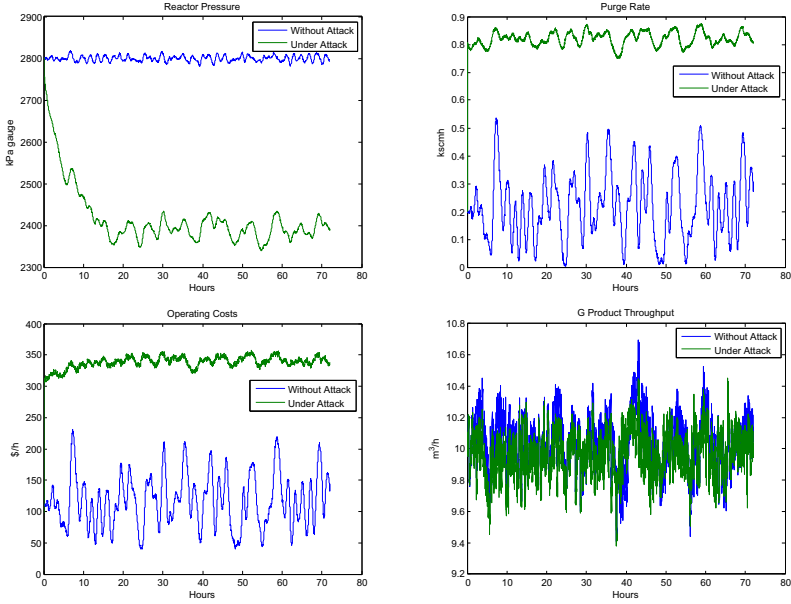 Reactor Pressure
2900
2800
2700
2600
2500
2400
2300
kPa gauge
0 10 20 30 40 50 60 70 80
Hours
Without Attack
Under Attack
Purge Rate
0.9
0.8
0.7
0.6
0.5
0.4
0.3
0.2
0.1
0
kscmh
0 10 20 30 40 50 60 70 80
Hours
Without Attack
Under Attack
Operating Costs
400
350
300
250
200
150
100
50
0
$/h
0 10 20 30 40 50 60 70 80
Hours
Without Attack
Under Attack
G Product Throughput
10.8
10.6
10.4
10.2
10
9.8
9.6
9.4
9.2
m³/h
0 10 20 30 40 50 60 70 80
Hours
Without Attack
Under Attack